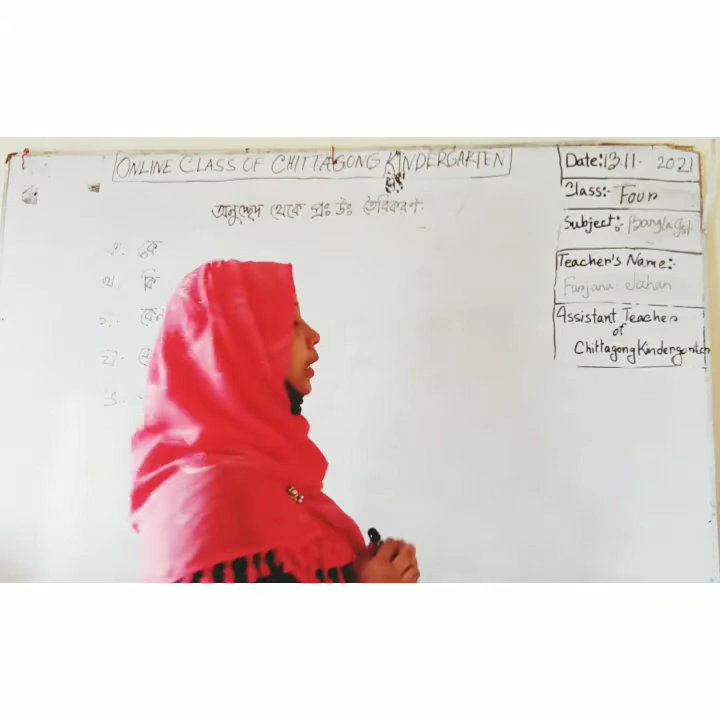 ONLINE CLASS OF CHITTAGONG KINDERGARTEN
অনুচ্ছেদ থেকে প্রঃ উঃ তৈরিকরণ
ক. কে
খ. কি
গ. কেন
ঘ.
ঙ.
Date: 13.11. 2021
Class:- Four
Subject:- Bangla 1st
Teacher's Name:-
Farjana Jahan
Assistant Teacher
of
Chittagong Kindergarten